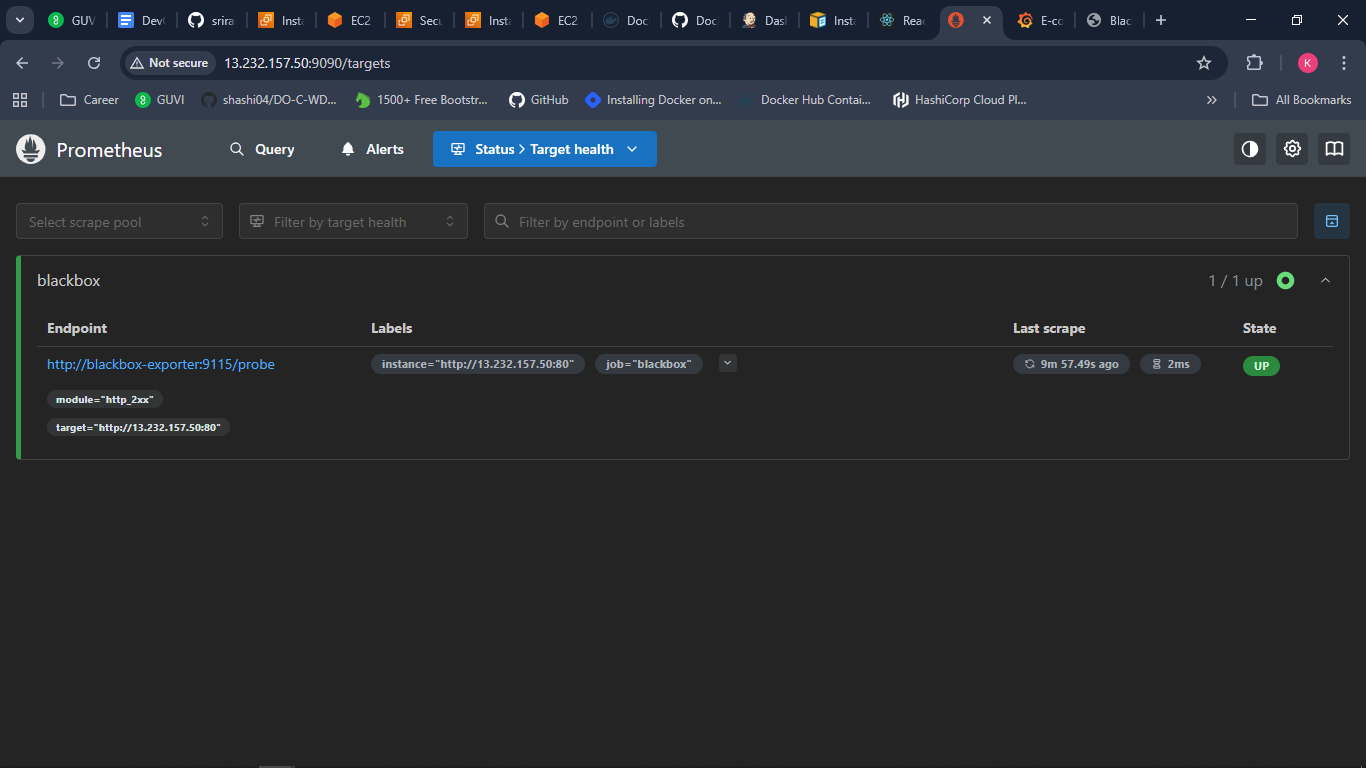 GUV
Dev
srira
Insta
EC2
Secu
Insta
EC2
Doc
Doc
Das
Insta
Rea
E-co
Blac
Not secure 13.232.157.50:9090/targets
K
Career
GUVI
shashi04/DO-C-WD...
1500+ Free Bootstr...
GitHub
Installing Docker on...
Docker Hub Contai...
HashiCorp Cloud Pl...
All Bookmarks
Prometheus
Query
Alerts
Status > Target health
Select scrape pool
Filter by target health
Filter by endpoint or labels
blackbox
1 / 1 up
Endpoint Labels Last scrape State
http://blackbox-exporter:9115/probe instance="http://13.232.157.50:80" job="blackbox" 9m 57.49s ago 2ms UP
module="http_2xx"
target="http://13.232.157.50:80"